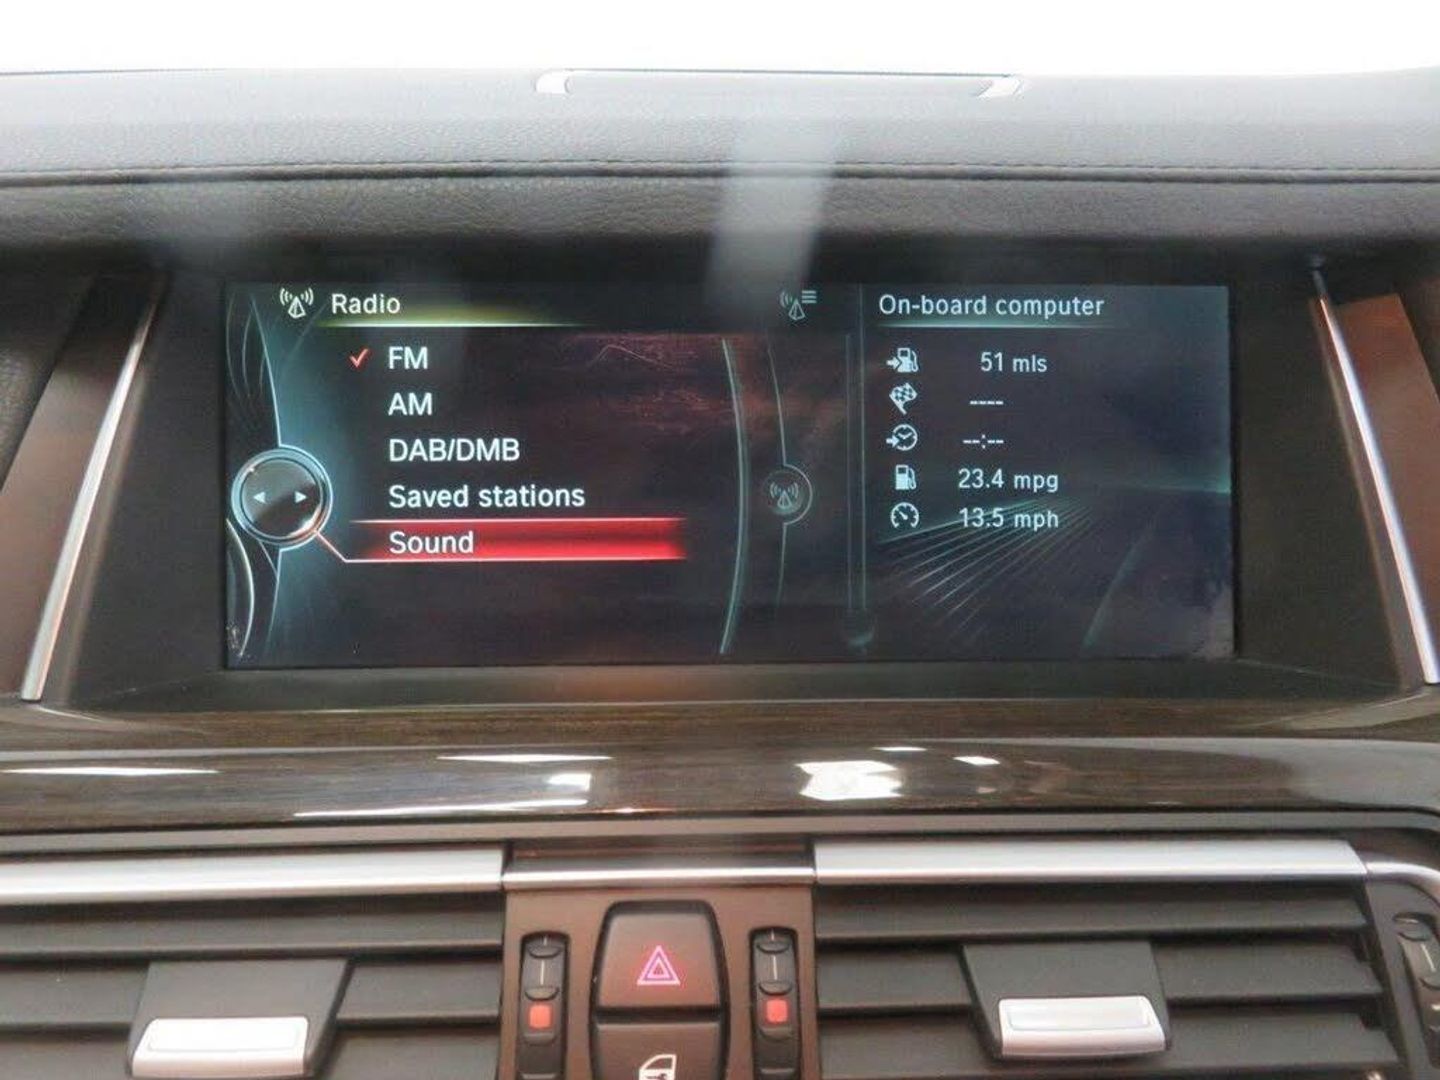 Radio
FM
AM
DAB/DMB
Saved stations
Sound
On-board computer
51 mls
----
--:--
23.4 mpg
13.5 mph